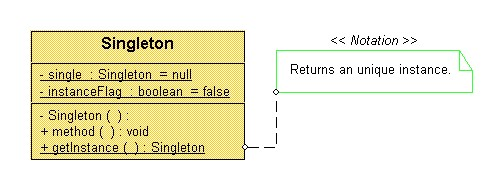 Singleton
- single : Singleton = null
- instanceFlag : boolean = false
- Singleton ( ) :
+ method ( ) : void
+ getInstance ( ) : Singleton
<< Notation >>
Returns an unique instance.